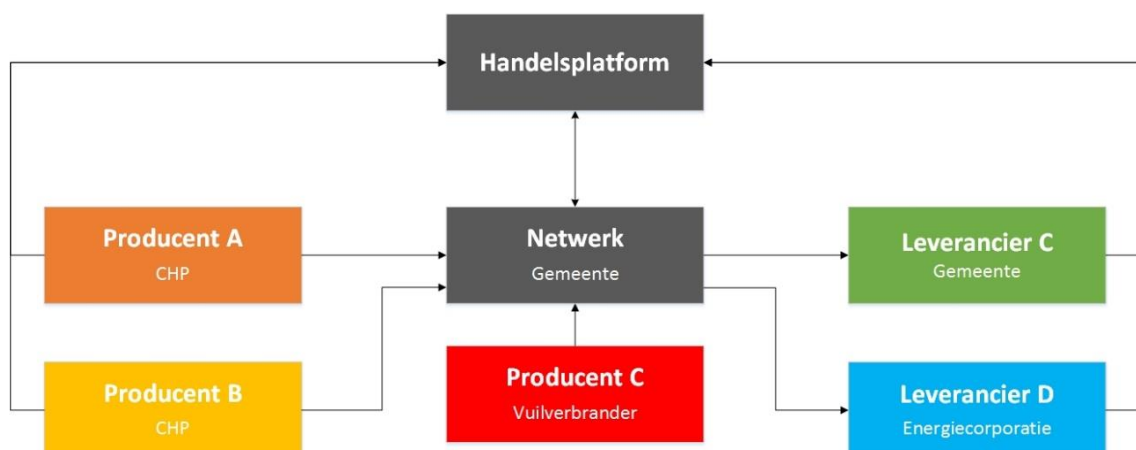 Handelsplatform
Producent A
CHP
Netwerk
Gemeente
Leverancier C
Gemeente
Producent B
CHP
Producent C
Vuilverbrander
Leverancier D
Energiecorporatie